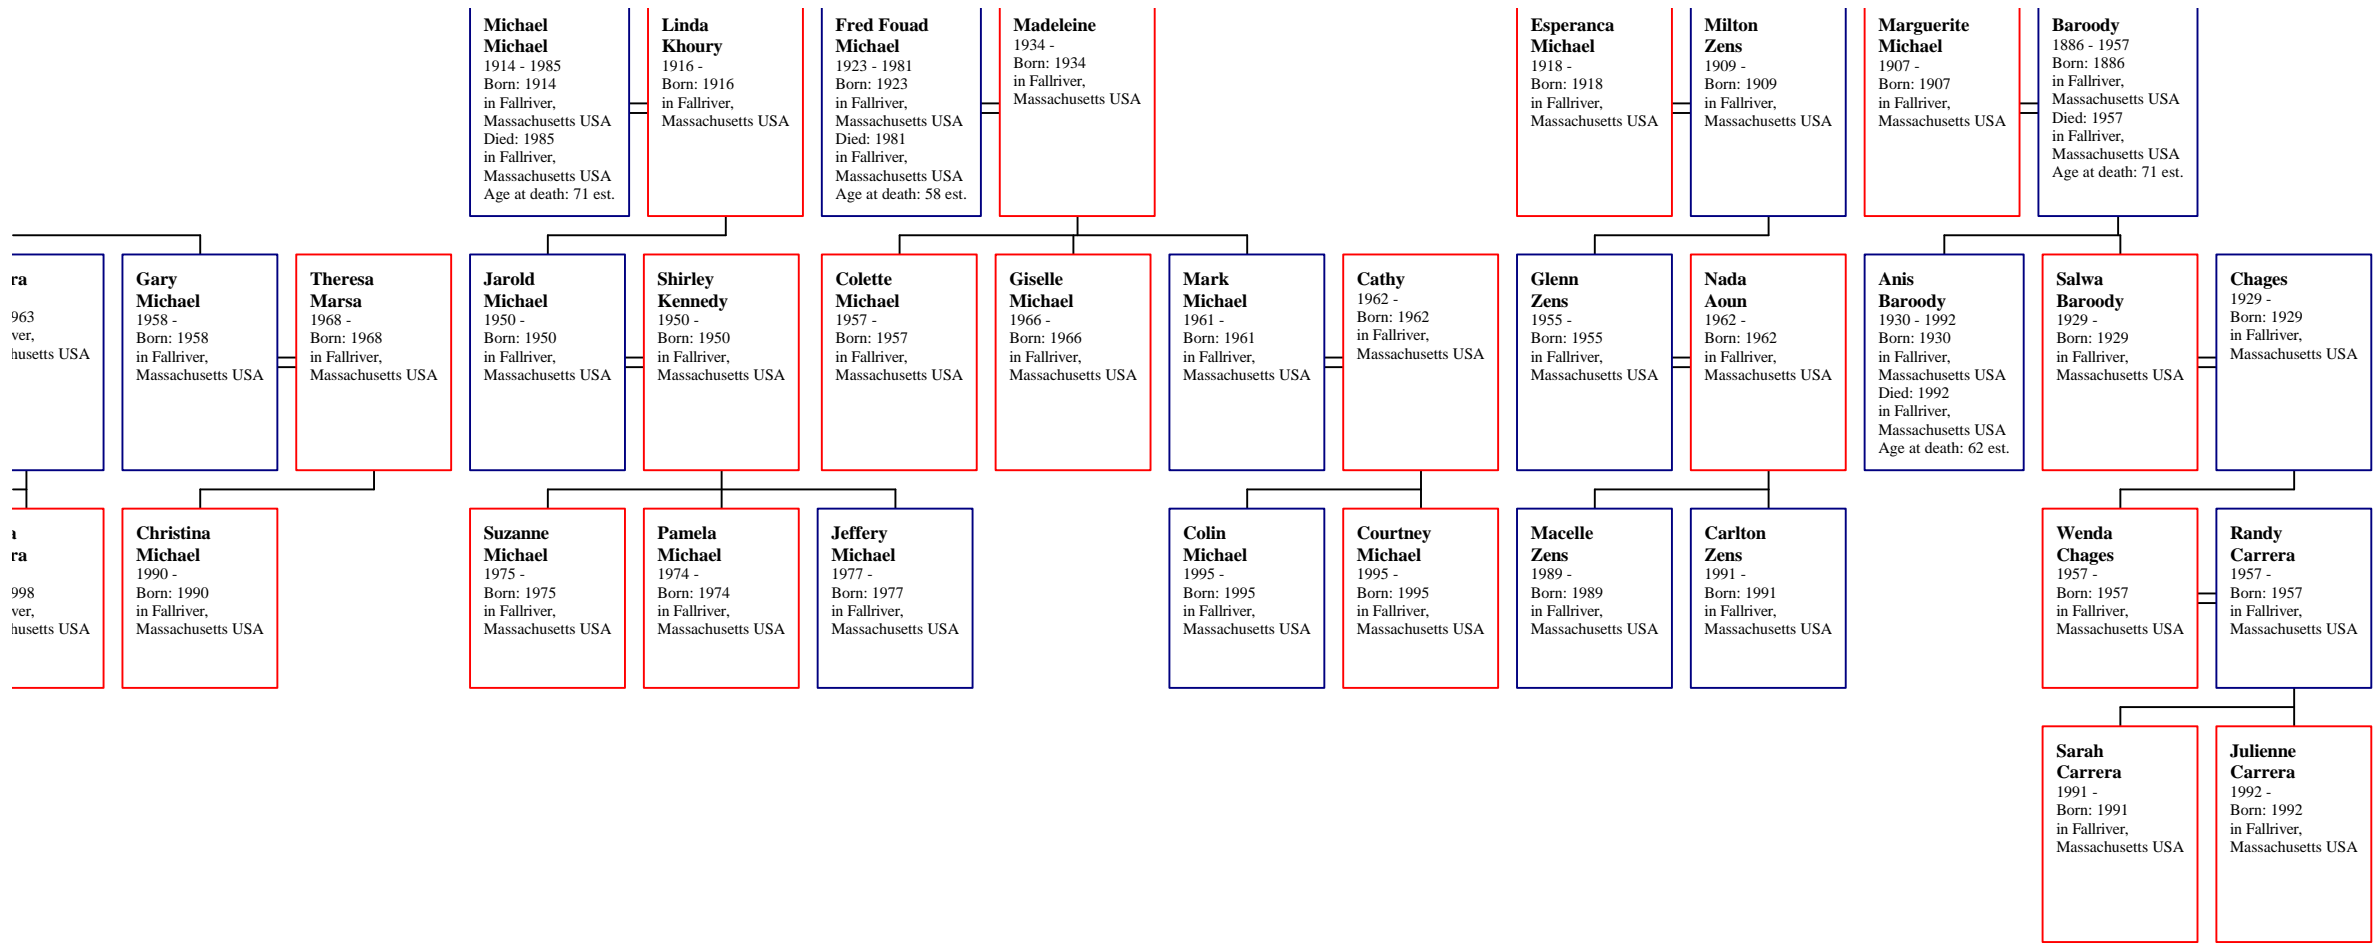 Michael
Michael
1914 - 1985
Born: 1914
in Fallriver,
Massachusetts USA
Died: 1985
in Fallriver,
Massachusetts USA
Age at death: 71 est.
Linda
Khoury
1916 -
Born: 1916
in Fallriver,
Massachusetts USA
Fred Fouad
Michael
1923 - 1981
Born: 1923
in Fallriver,
Massachusetts USA
Died: 1981
in Fallriver,
Massachusetts USA
Age at death: 58 est.
Madeleine
1934 -
Born: 1934
in Fallriver,
Massachusetts USA
Esperanca
Michael
1918 -
Born: 1918
in Fallriver,
Massachusetts USA
Milton
Zens
1909 -
Born: 1909
in Fallriver,
Massachusetts USA
Marguerite
Michael
1907 -
Born: 1907
in Fallriver,
Massachusetts USA
Baroody
1886 - 1957
Born: 1886
in Fallriver,
Massachusetts USA
Died: 1957
in Fallriver,
Massachusetts USA
Age at death: 71 est.
ra
963
ver,
husetts USA
Gary
Michael
1958 -
Born: 1958
in Fallriver,
Massachusetts USA
Theresa
Marsa
1968 -
Born: 1968
in Fallriver,
Massachusetts USA
Jarold
Michael
1950 -
Born: 1950
in Fallriver,
Massachusetts USA
Shirley
Kennedy
1950 -
Born: 1950
in Fallriver,
Massachusetts USA
Colette
Michael
1957 -
Born: 1957
in Fallriver,
Massachusetts USA
Giselle
Michael
1966 -
Born: 1966
in Fallriver,
Massachusetts USA
Mark
Michael
1961 -
Born: 1961
in Fallriver,
Massachusetts USA
Cathy
1962 -
Born: 1962
in Fallriver,
Massachusetts USA
Glenn
Zens
1955 -
Born: 1955
in Fallriver,
Massachusetts USA
Nada
Aoun
1962 -
Born: 1962
in Fallriver,
Massachusetts USA
Anis
Baroody
1930 - 1992
Born: 1930
in Fallriver,
Massachusetts USA
Died: 1992
in Fallriver,
Massachusetts USA
Age at death: 62 est.
Salwa
Baroody
1929 -
Born: 1929
in Fallriver,
Massachusetts USA
Chages
1929 -
Born: 1929
in Fallriver,
Massachusetts USA
ra
998
ver,
husetts USA
Christina
Michael
1990 -
Born: 1990
in Fallriver,
Massachusetts USA
Suzanne
Michael
1975 -
Born: 1975
in Fallriver,
Massachusetts USA
Pamela
Michael
1974 -
Born: 1974
in Fallriver,
Massachusetts USA
Jeffery
Michael
1977 -
Born: 1977
in Fallriver,
Massachusetts USA
Colin
Michael
1995 -
Born: 1995
in Fallriver,
Massachusetts USA
Courtney
Michael
1995 -
Born: 1995
in Fallriver,
Massachusetts USA
Macelle
Zens
1989 -
Born: 1989
in Fallriver,
Massachusetts USA
Carlton
Zens
1991 -
Born: 1991
in Fallriver,
Massachusetts USA
Wenda
Chages
1957 -
Born: 1957
in Fallriver,
Massachusetts USA
Randy
Carrera
1957 -
Born: 1957
in Fallriver,
Massachusetts USA
Sarah
Carrera
1991 -
Born: 1991
in Fallriver,
Massachusetts USA
Julienne
Carrera
1992 -
Born: 1992
in Fallriver,
Massachusetts USA